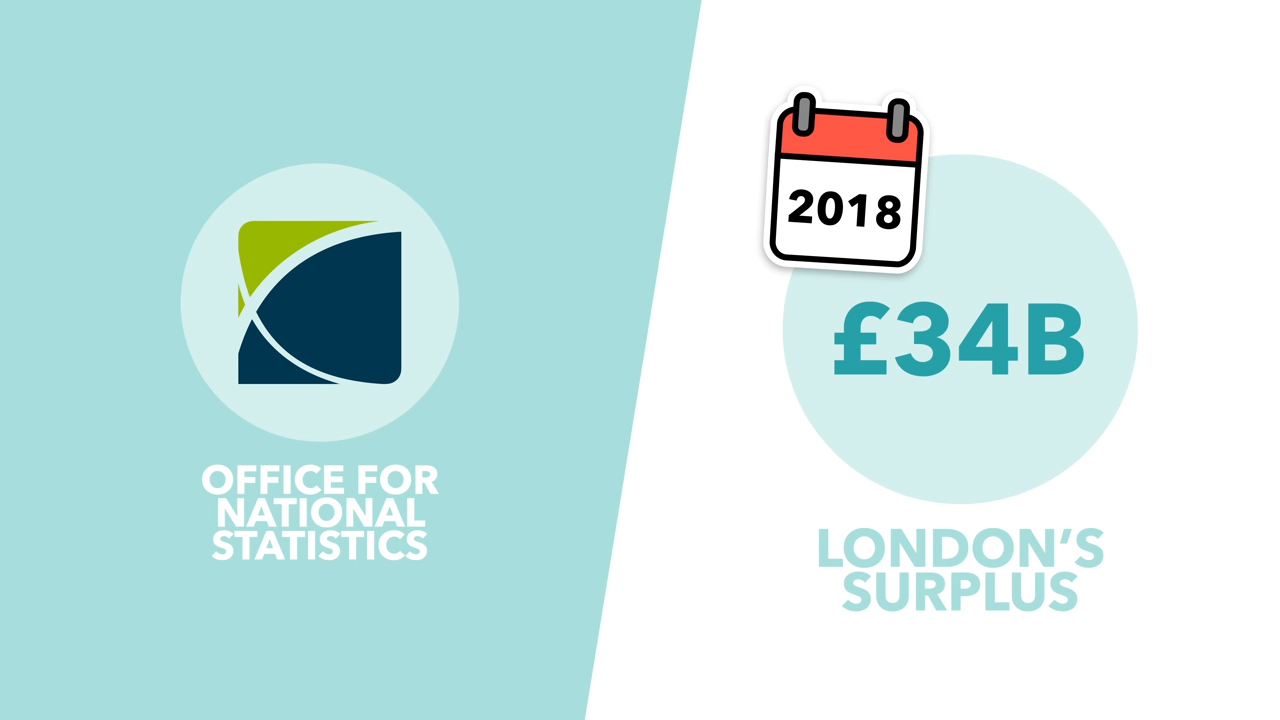 OFFICE FOR
NATIONAL
STATISTICS
2018
£34B
LONDON’S
SURPLUS